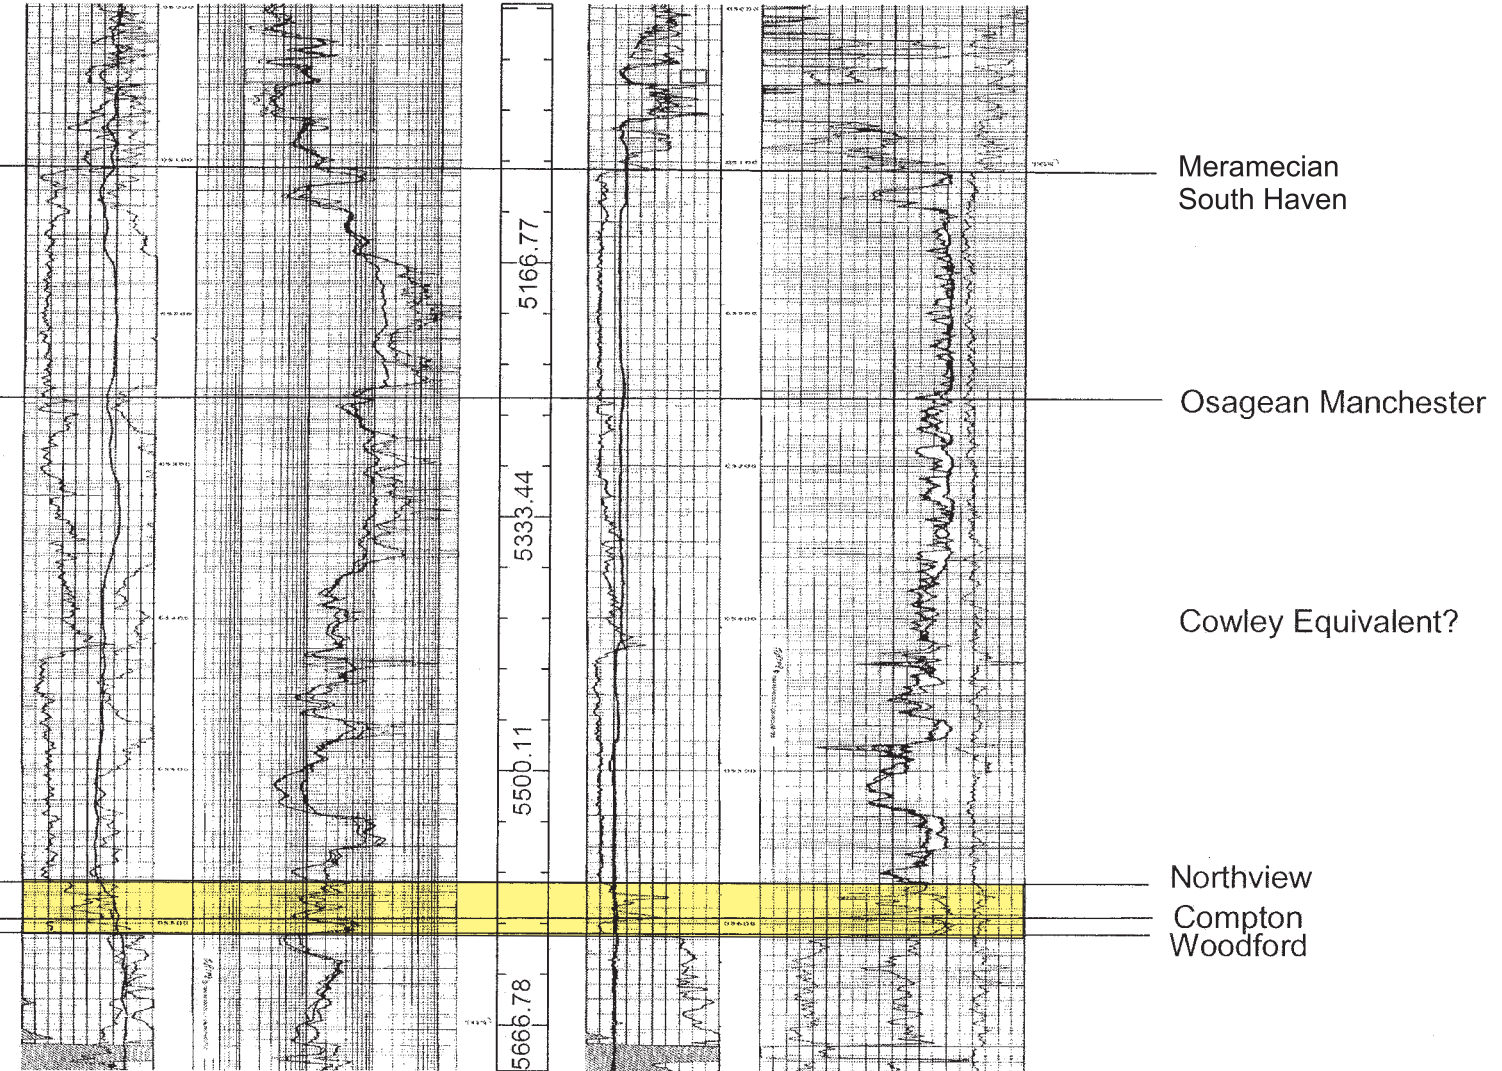 Meramecian
South Haven
5166.77
Osagean Manchester
5333.44
Cowley Equivalent?
5500.11
Northview
Compton
Woodford
5666.78